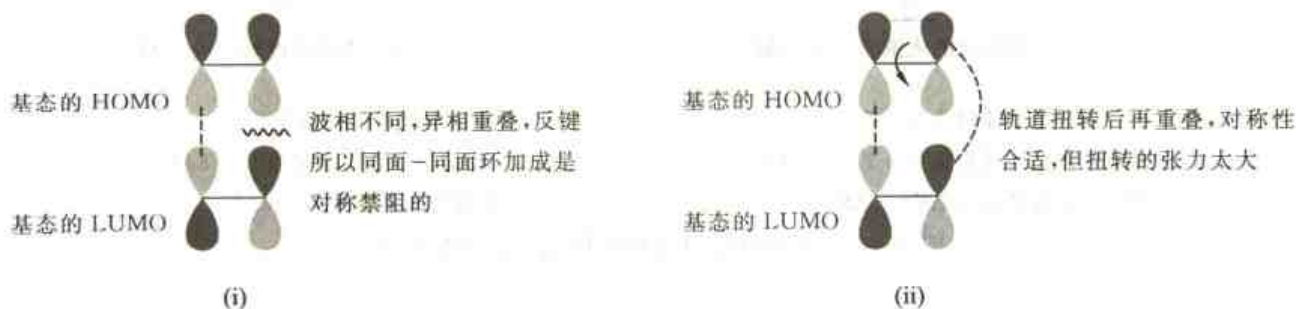 基态的 HOMO
波相不同,异相重叠,反键
所以同面-同面环加成是
对称禁阻的
基态的 LUMO
(i)
基态的 HOMO
轨道扭转后再重叠,对称性
合适,但扭转的张力太大
基态的 LUMO
(ii)